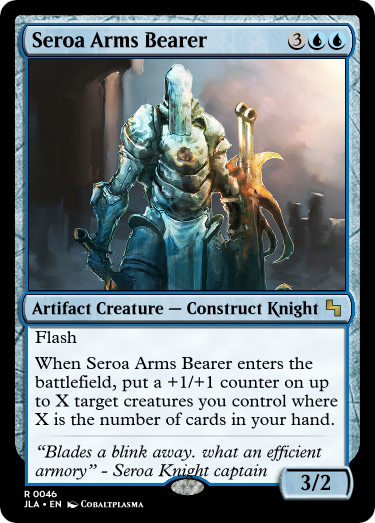 Seroa Arms Bearer 3
Artifact Creature — Construct Knight
Flash
When Seroa Arms Bearer enters the
battlefield, put a +1/+1 counter on up
to X target creatures you control where
X is the number of cards in your hand.
"Blades a blink away. what an efficient
armory" - Seroa Knight captain
3/2
R 0046
JLA • EN Cobaltplasma